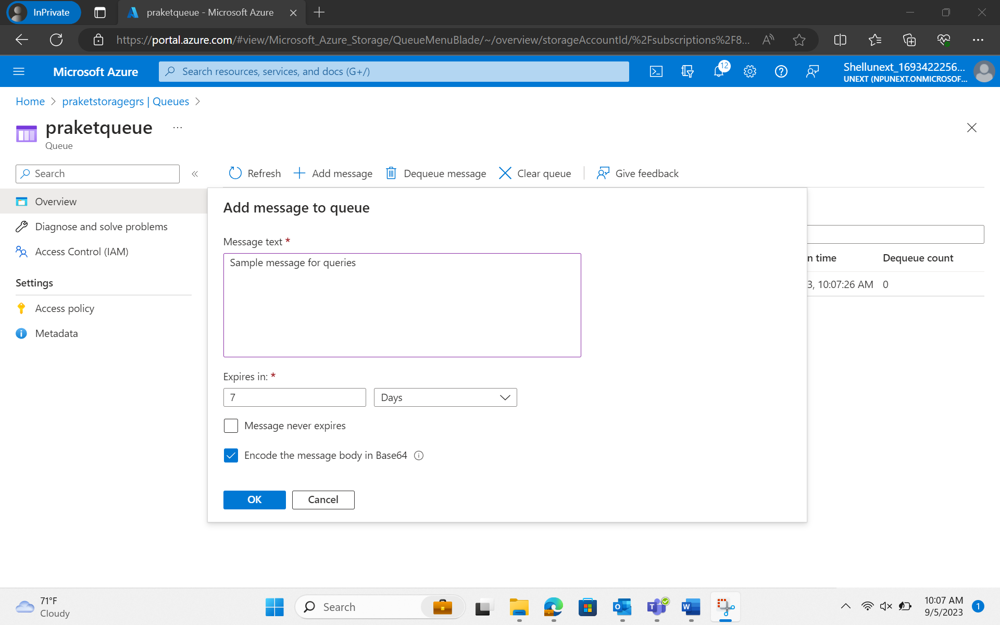 InPrivate
praketqueue - Microsoft Azure
https://portal.azure.com/#view/Microsoft_Azure_Storage/QueueMenuBlade/~/overview/storageAccountId/%2Fsubscriptions%2F8...
Microsoft Azure
Search resources, services, and docs (G+/)
12
Shellunext_1693422256...
UNEXT (NPUNEXT.ONMICROSOF...
Home > praketstoragegrs | Queues >
praketqueue ...
Queue
Search
«
Refresh
Add message
Dequeue message
Clear queue
Give feedback
Overview
Diagnose and solve problems
Access Control (IAM)
Settings
Access policy
Metadata
Add message to queue
Message text *
Sample message for queries
Expires in: *
7
Days
Message never expires
Encode the message body in Base64
OK
Cancel
n time
Dequeue count
3, 10:07:26 AM
0
71°F
Cloudy
Search
10:07 AM
9/5/2023
1